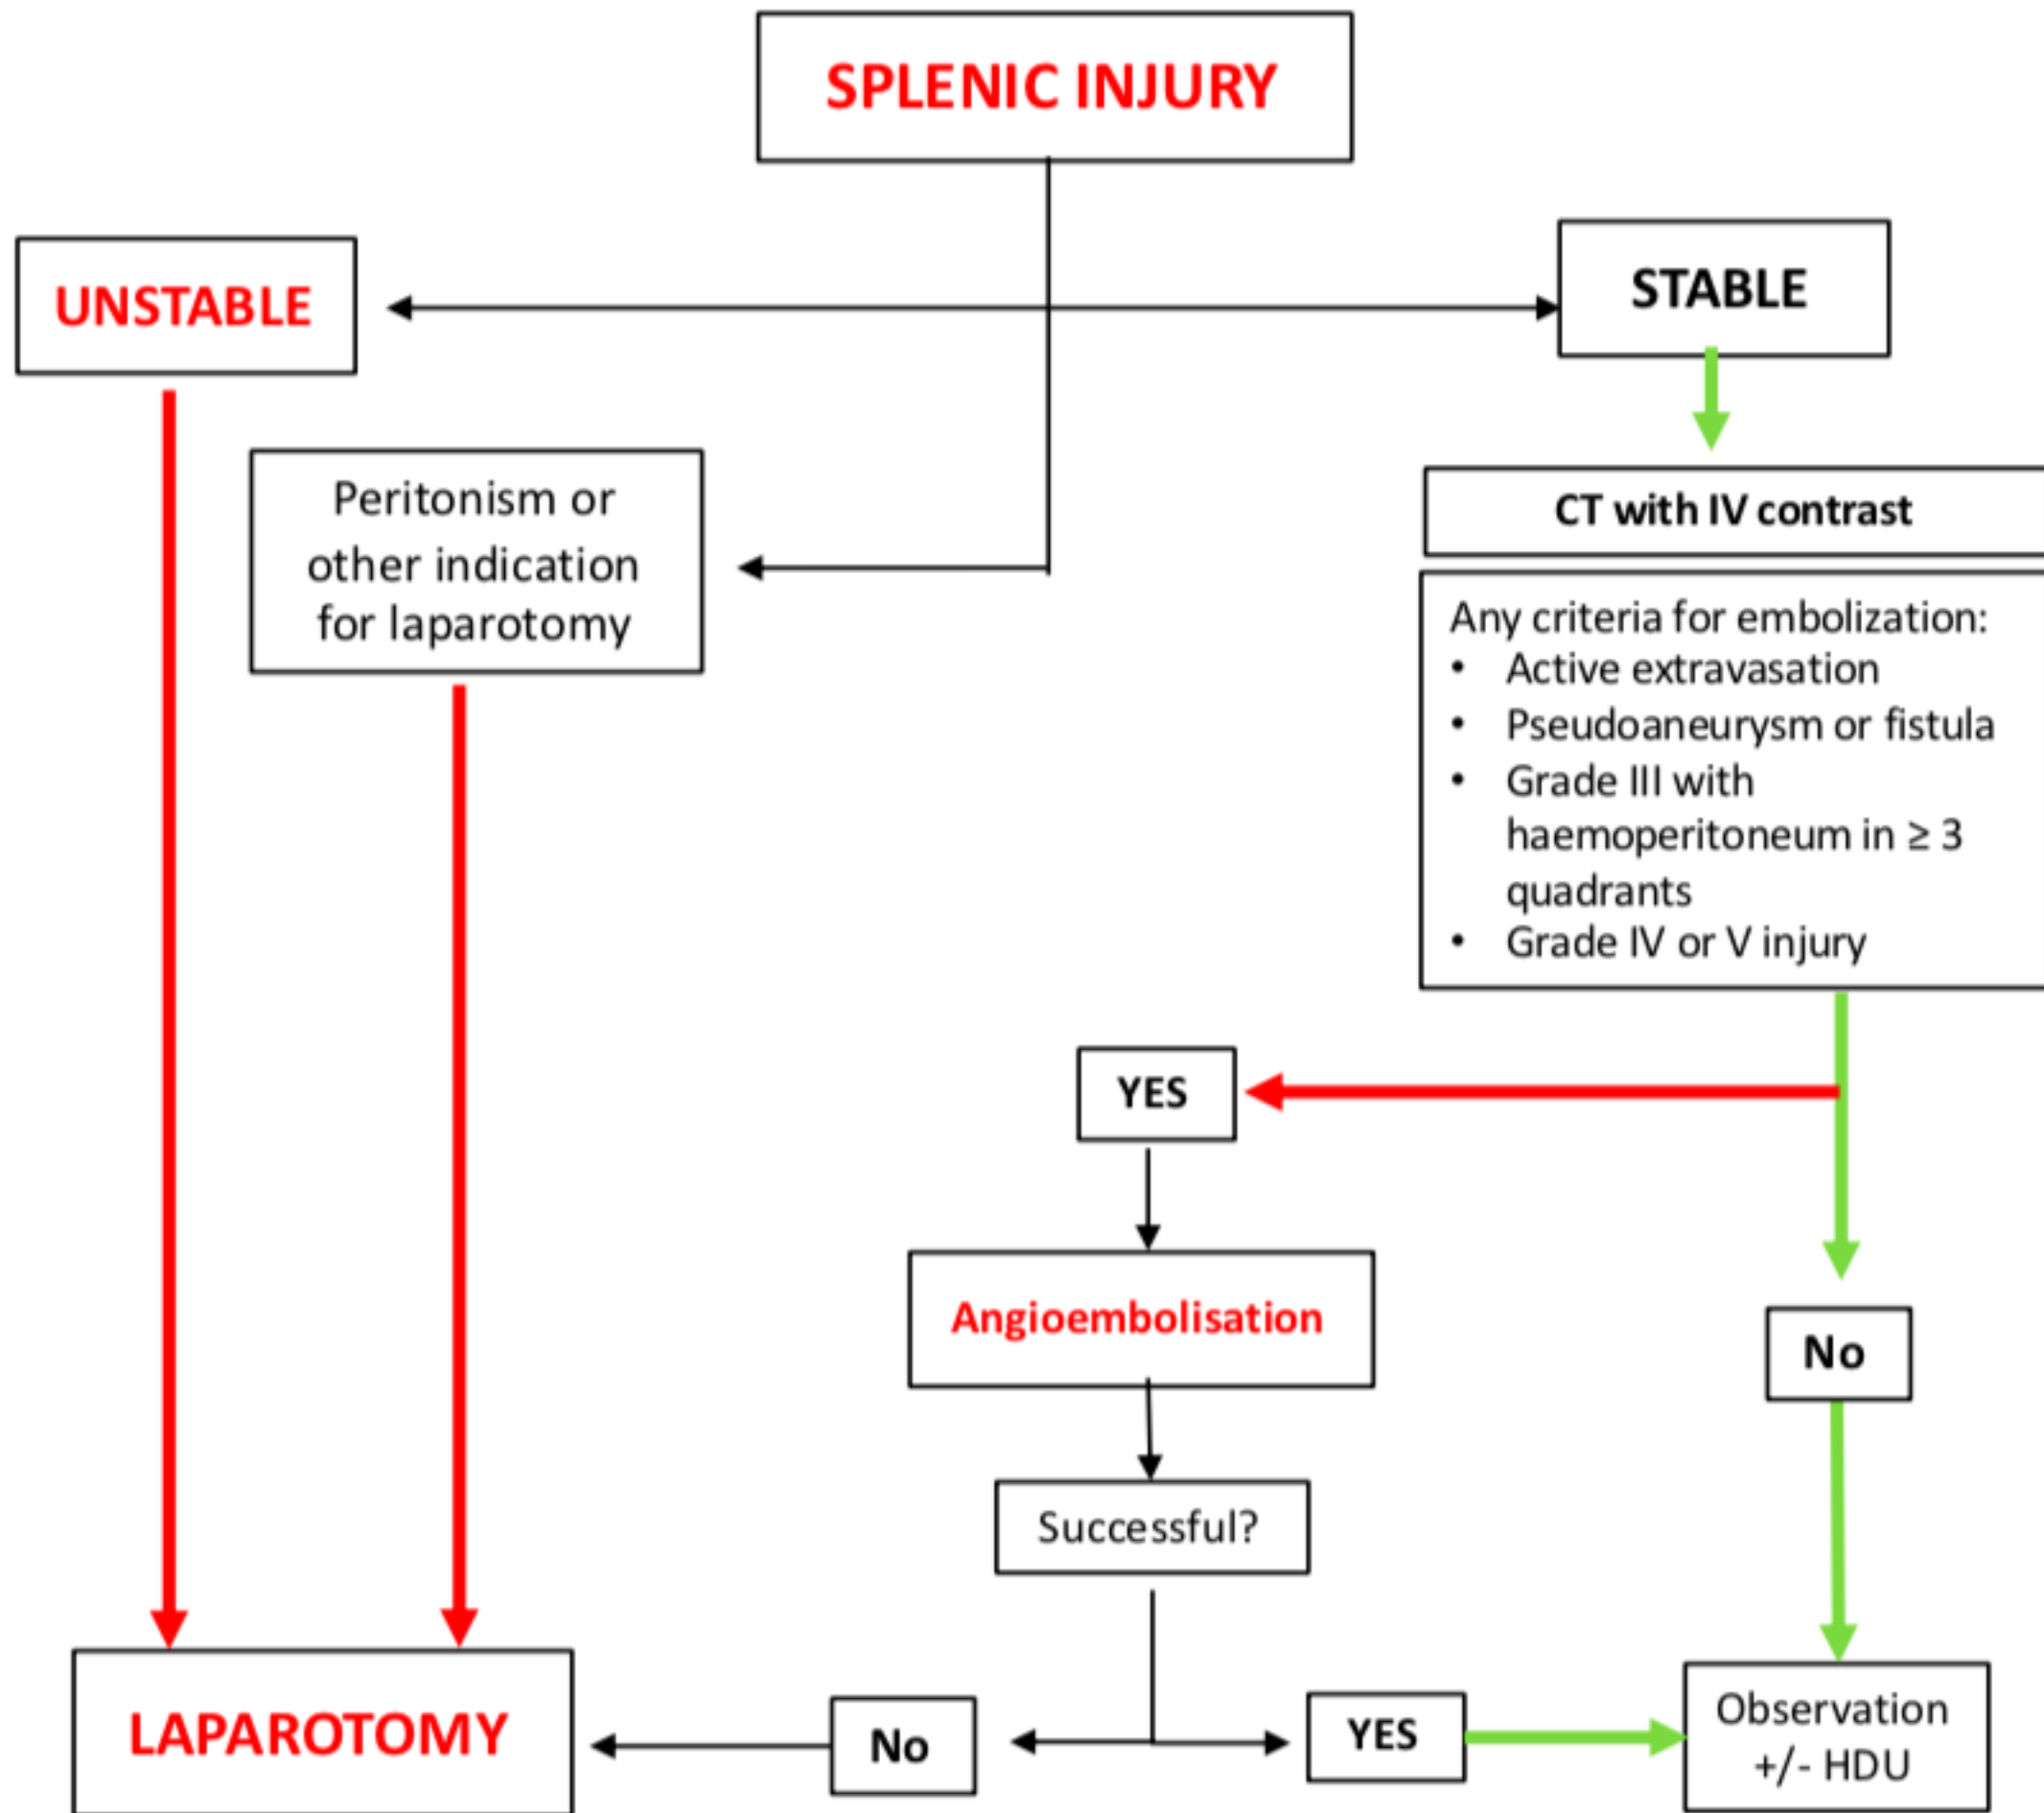 SPLENIC INJURY
UNSTABLE
STABLE
Peritonism or
other indication
for laparotomy
CT with IV contrast
Any criteria for embolization:
• Active extravasation
• Pseudoaneurysm or fistula
• Grade III with
haemoperitoneum in ≥ 3
quadrants
• Grade IV or V injury
YES
Angioembolisation
No
Successful?
LAPAROTOMY
No
YES
Observation
+/- HDU